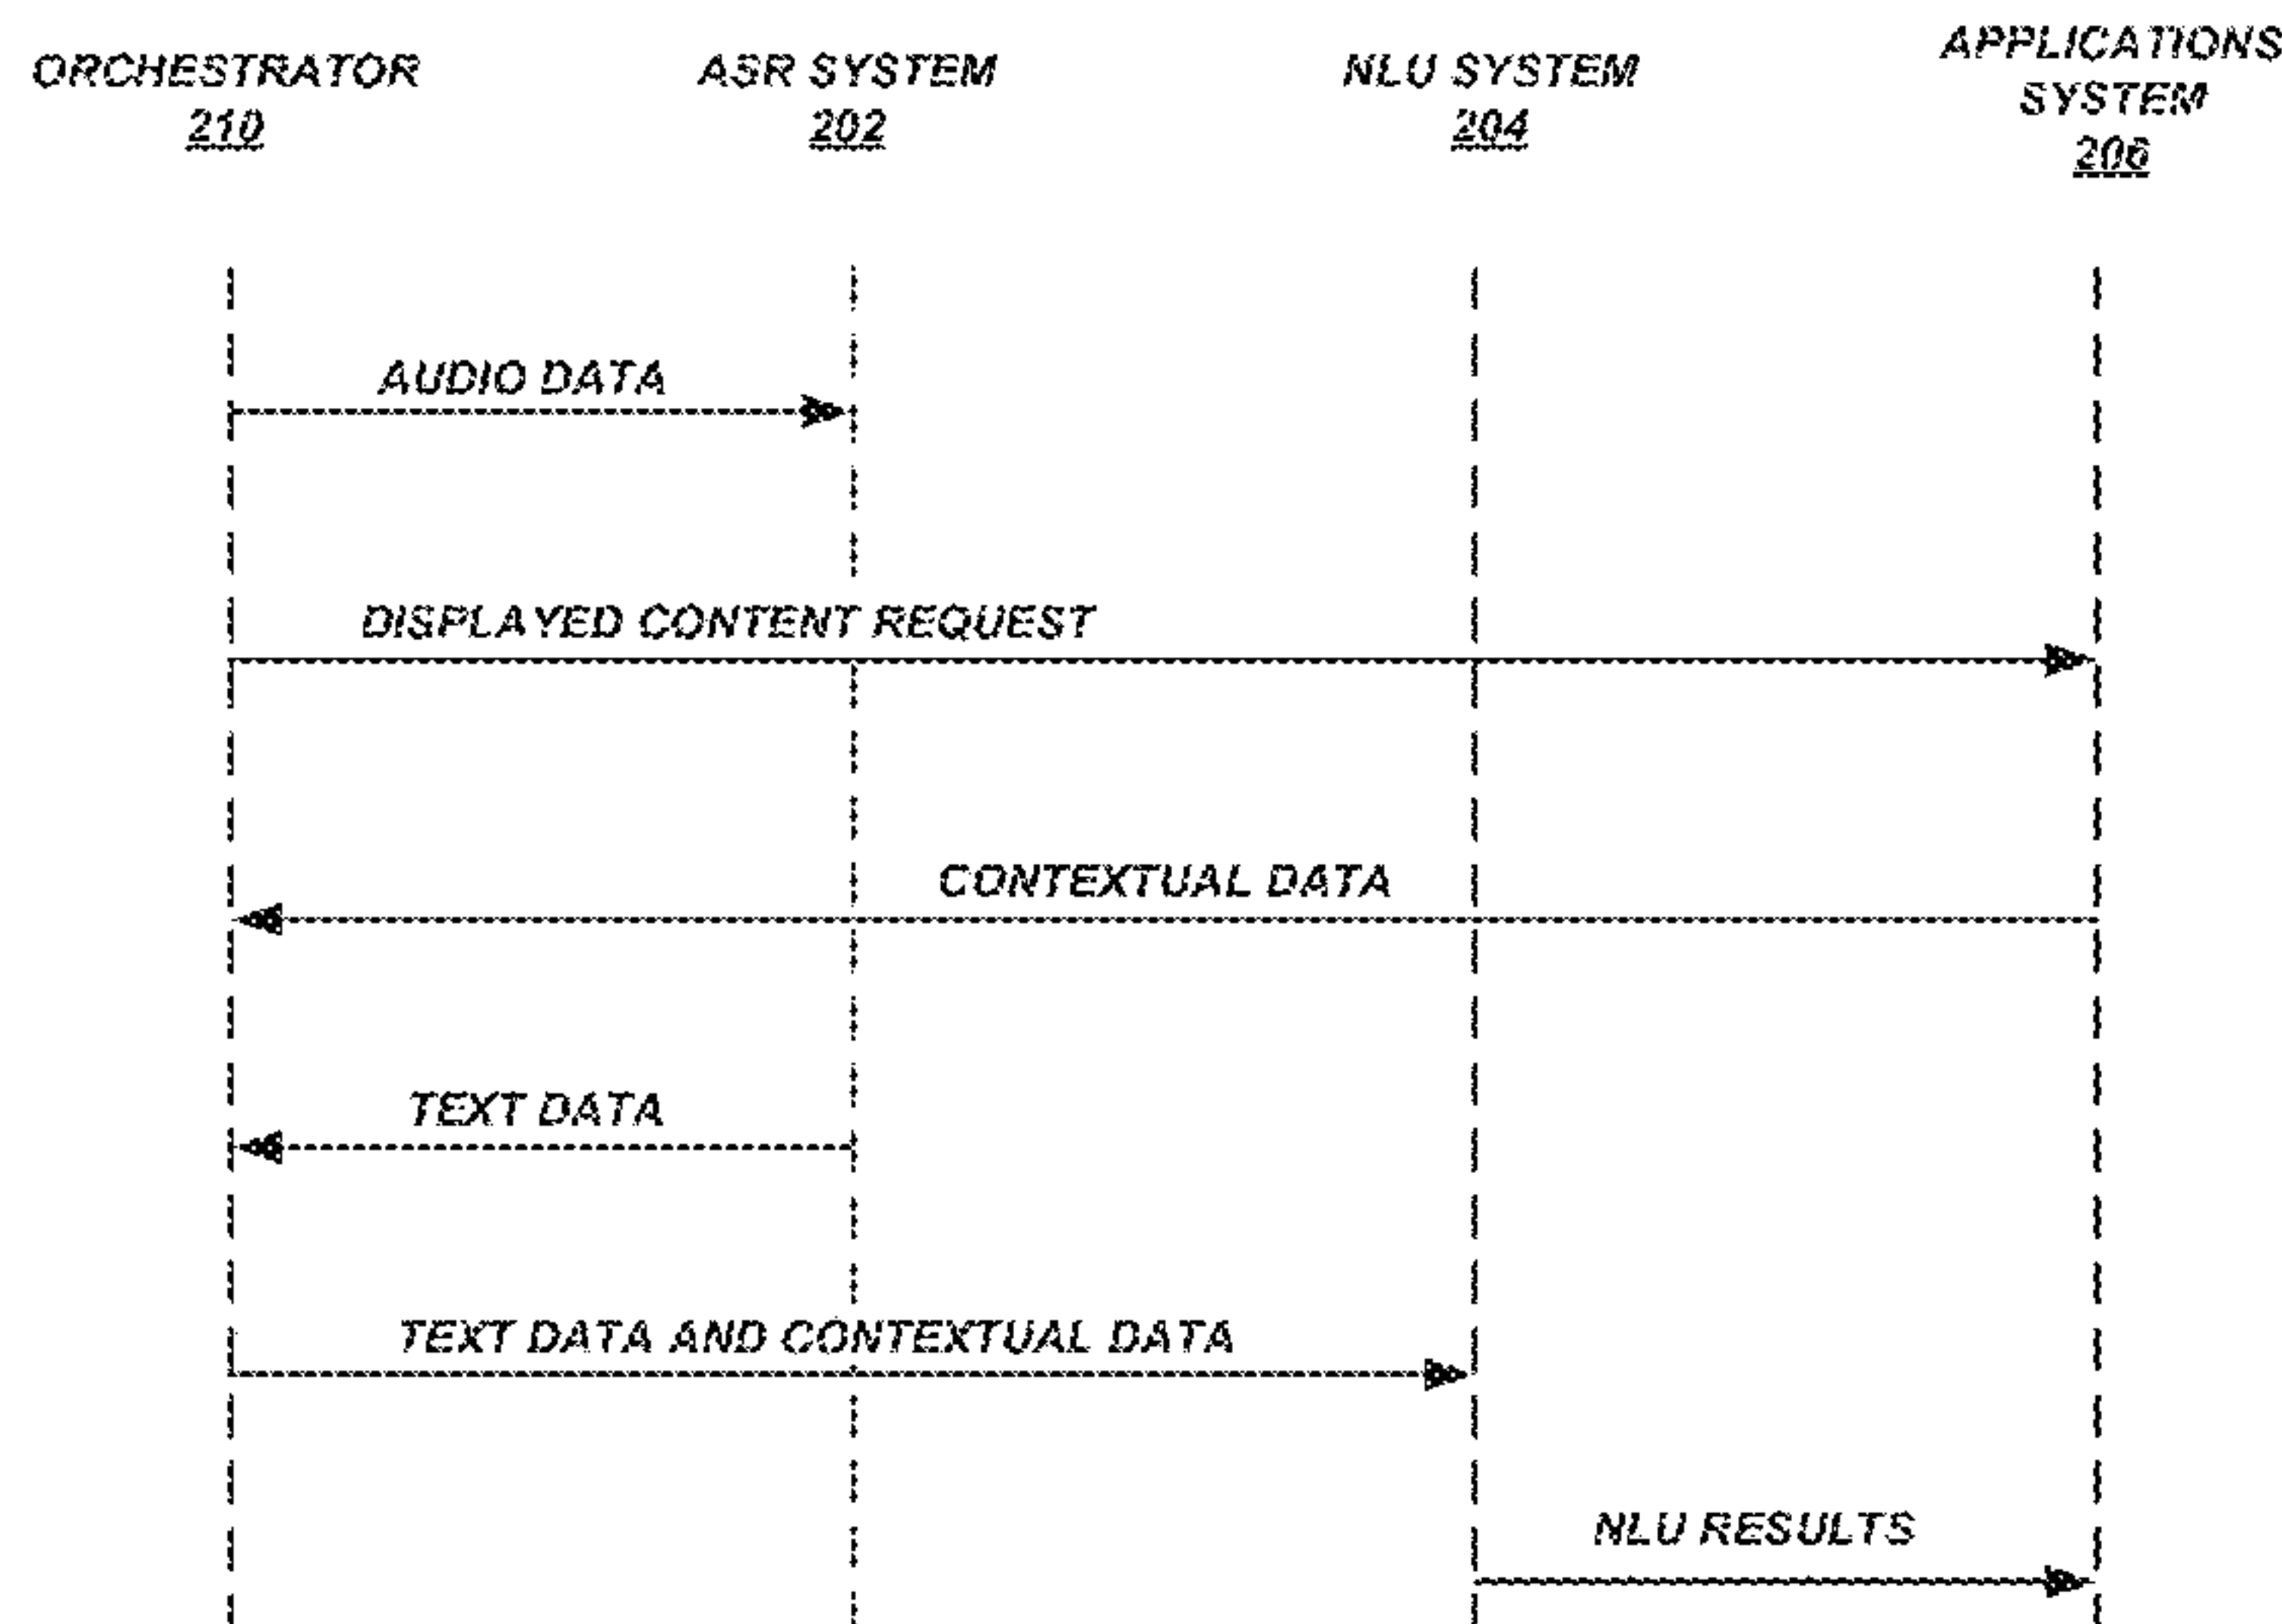 ORCHESTRATOR
210
ASR SYSTEM
202
NLU SYSTEM
204
APPLICATIONS
SYSTEM
206
AUDIO DATA
DISPLAYED CONTENT REQUEST
CONTEXTUAL DATA
TEXT DATA
TEXT DATA AND CONTEXTUAL DATA
NLU RESULTS